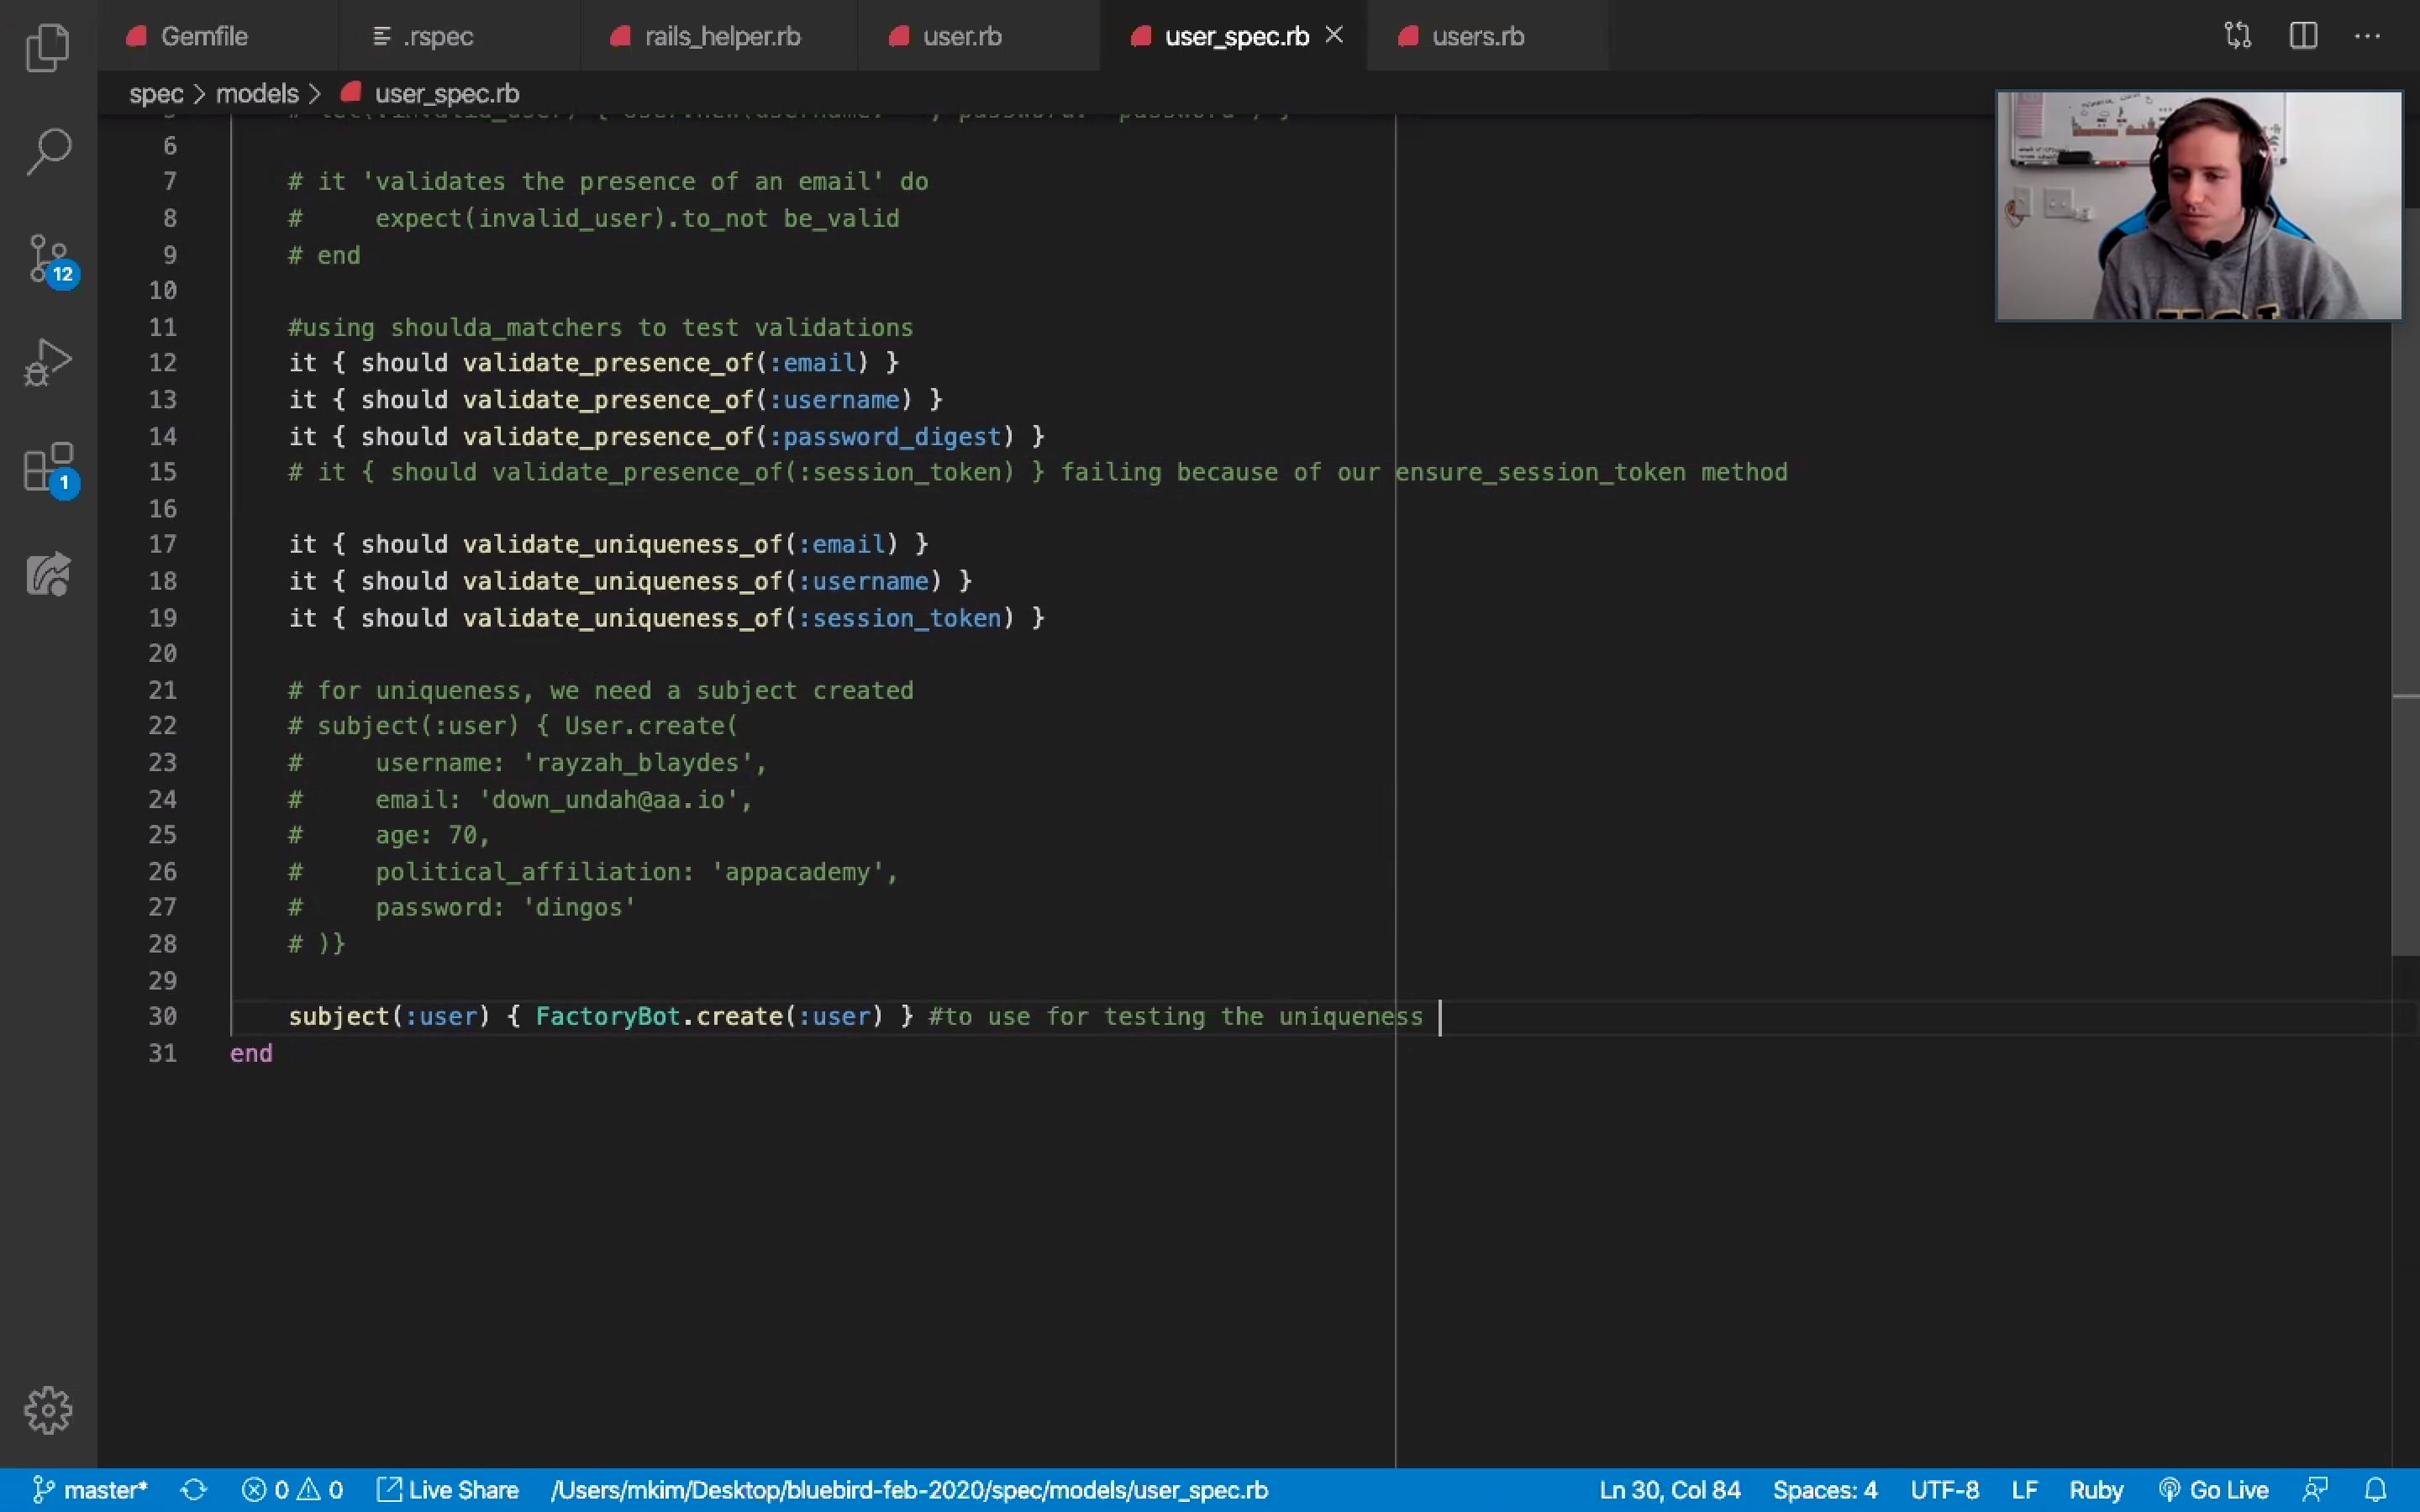 Gemfile .rspec rails_helper.rb user.rb user_spec.rb users.rb
spec > models > user_spec.rb
6
7 # it 'validates the presence of an email' do
8 #     expect(invalid_user).to_not be_valid
9 # end
10
11 #using shoulda_matchers to test validations
12 it { should validate_presence_of(:email) }
13 it { should validate_presence_of(:username) }
14 it { should validate_presence_of(:password_digest) }
15 # it { should validate_presence_of(:session_token) } failing because of our ensure_session_token method
16
17 it { should validate_uniqueness_of(:email) }
18 it { should validate_uniqueness_of(:username) }
19 it { should validate_uniqueness_of(:session_token) }
20
21 # for uniqueness, we need a subject created
22 # subject(:user) { User.create(
23 #     username: 'rayzah_blaydes',
24 #     email: 'down_undah@aa.io',
25 #     age: 70,
26 #     political_affiliation: 'appacademy',
27 #     password: 'dingos'
28 # )}
29
30 subject(:user) { FactoryBot.create(:user) } #to use for testing the uniqueness
31 end
12
1
master* 0 0 Live Share /Users/mkim/Desktop/bluebird-feb-2020/spec/models/user_spec.rb Ln 30, Col 84 Spaces: 4 UTF-8 LF Ruby Go Live